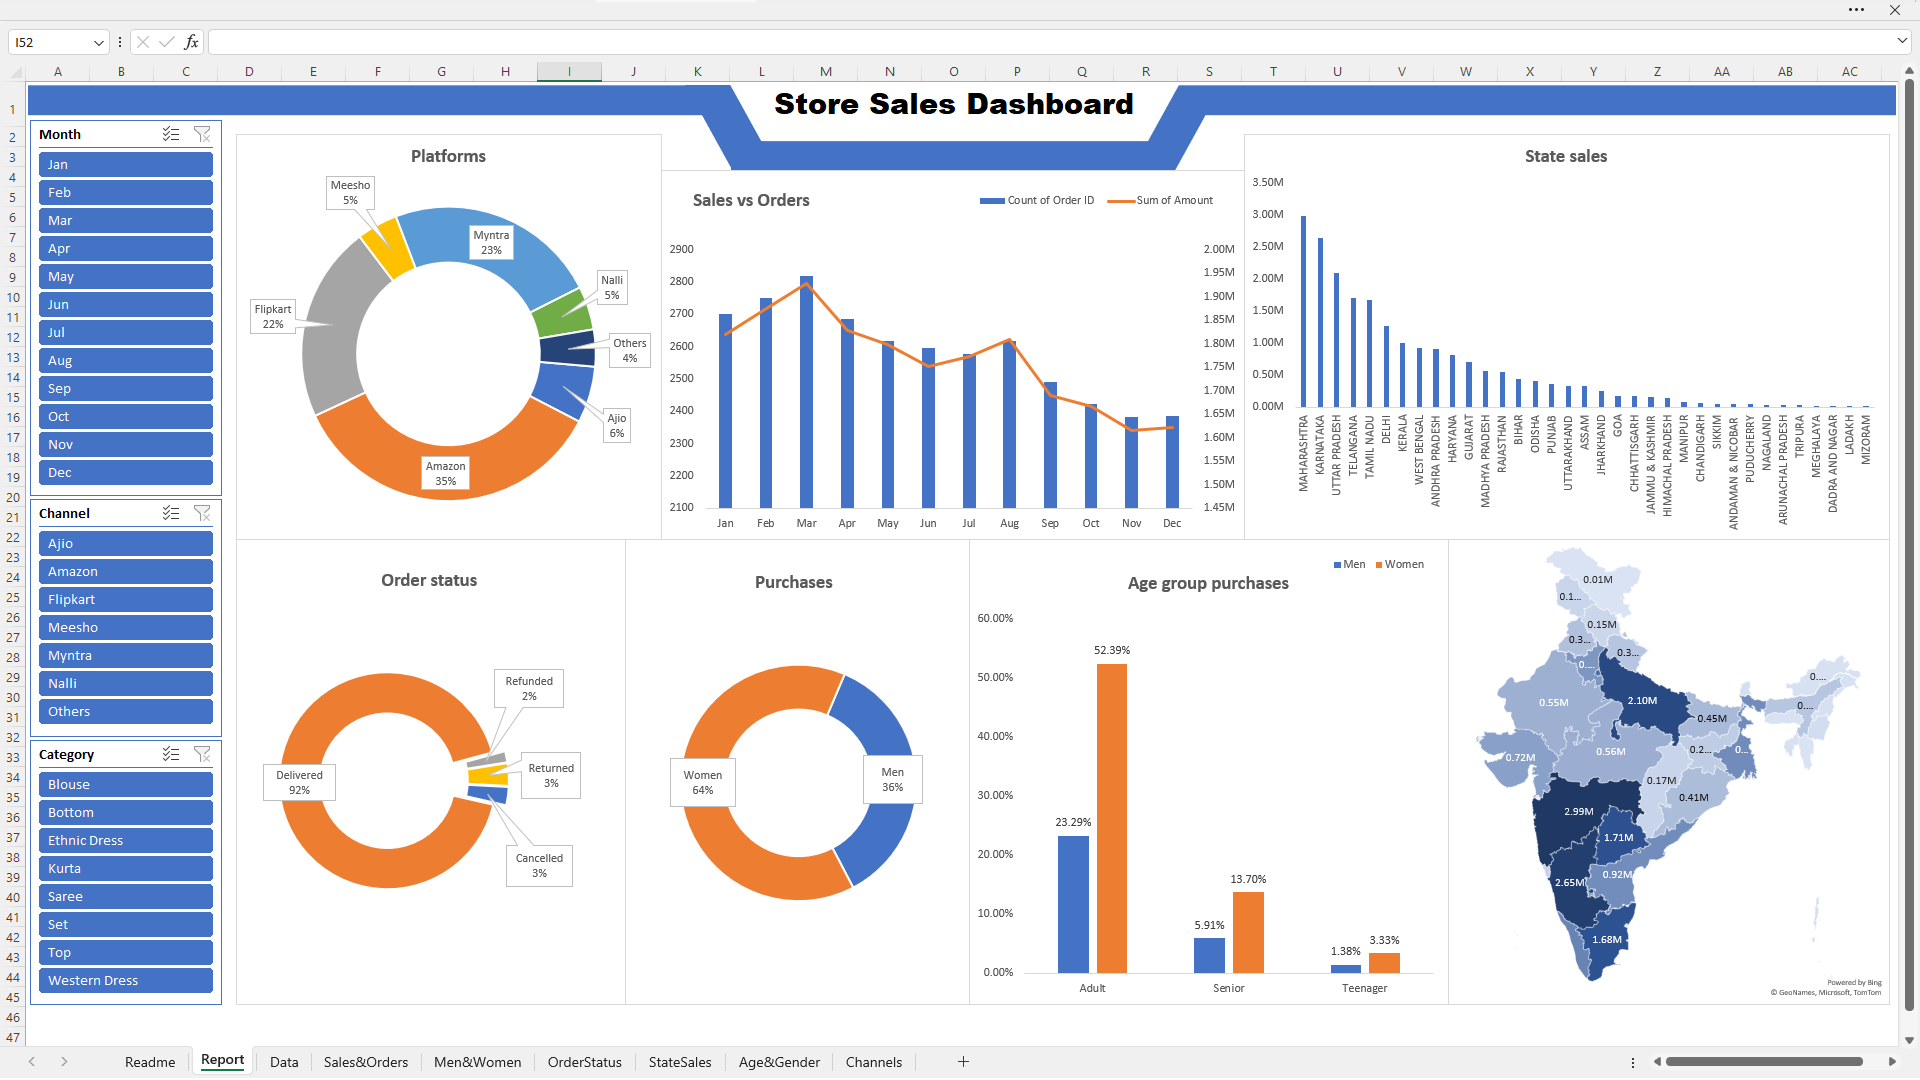 I52
fx
A B C D E F G H I J K L M N O P Q R S T U V W X Y Z AA AB AC
1
2
3
4
5
6
7
8
9
10
11
12
13
14
15
16
17
18
19
20
21
22
23
24
25
26
27
28
29
30
31
32
33
34
35
36
37
38
39
40
41
42
43
44
45
46
47
Store Sales Dashboard
Month
Jan
Feb
Mar
Apr
May
Jun
Jul
Aug
Sep
Oct
Nov
Dec
Channel
Ajio
Amazon
Flipkart
Meesho
Myntra
Nalli
Others
Category
Blouse
Bottom
Ethnic Dress
Kurta
Saree
Set
Top
Western Dress
Platforms
Meesho
5%
Myntra
23%
Nalli
5%
Flipkart
22%
Others
4%
Ajio
6%
Amazon
35%
Sales vs Orders
Count of Order ID Sum of Amount
2900
2800
2700
2600
2500
2400
2300
2200
2100
2.00M
1.95M
1.90M
1.85M
1.80M
1.75M
1.70M
1.65M
1.60M
1.55M
1.50M
1.45M
Jan Feb Mar Apr May Jun Jul Aug Sep Oct Nov Dec
State sales
3.50M
3.00M
2.50M
2.00M
1.50M
1.00M
0.50M
0.00M
MAHARASHTRA
KARNATAKA
UTTAR PRADESH
TELANGANA
TAMIL NADU
DELHI
KERALA
WEST BENGAL
ANDHRA PRADESH
HARYANA
GUJARAT
MADHYA PRADESH
RAJASTHAN
BIHAR
ODISHA
PUNJAB
UTTARAKHAND
ASSAM
JHARKHAND
GOA
CHHATTISGARH
JAMMU & KASHMIR
HIMACHAL PRADESH
MANIPUR
CHANDIGARH
SIKKIM
ANDAMAN & NICOBAR
PUDUCHERRY
NAGALAND
ARUNACHAL PRADESH
TRIPURA
MEGHALAYA
DADRA AND NAGAR
LADAKH
MIZORAM
Order status
Refunded
2%
Returned
3%
Delivered
92%
Cancelled
3%
Purchases
Women
64%
Men
36%
Men Women
Age group purchases
60.00%
50.00%
40.00%
30.00%
20.00%
10.00%
0.00%
52.39%
23.29%
13.70%
5.91%
1.38%
3.33%
Adult Senior Teenager
0.01M
0.1...
0.15M
0.3...
0.3...
0....
0....
0.55M
2.10M
0.45M
0....
0.72M
0.56M
0.2...
0...
0.17M
0.41M
2.99M
1.71M
2.65M
0.92M
1.68M
Powered by Bing
© GeoNames, Microsoft, TomTom
Readme Report Data Sales&Orders Men&Women OrderStatus StateSales Age&Gender Channels